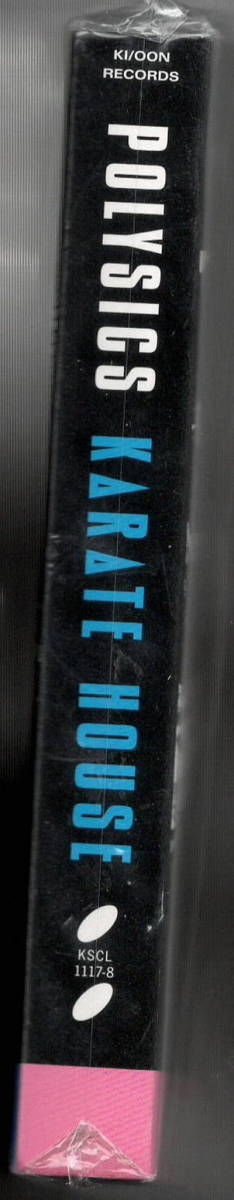 KI/OON
RECORDS
POLYSICS KARATE HOUSE
KSCL
1117-8